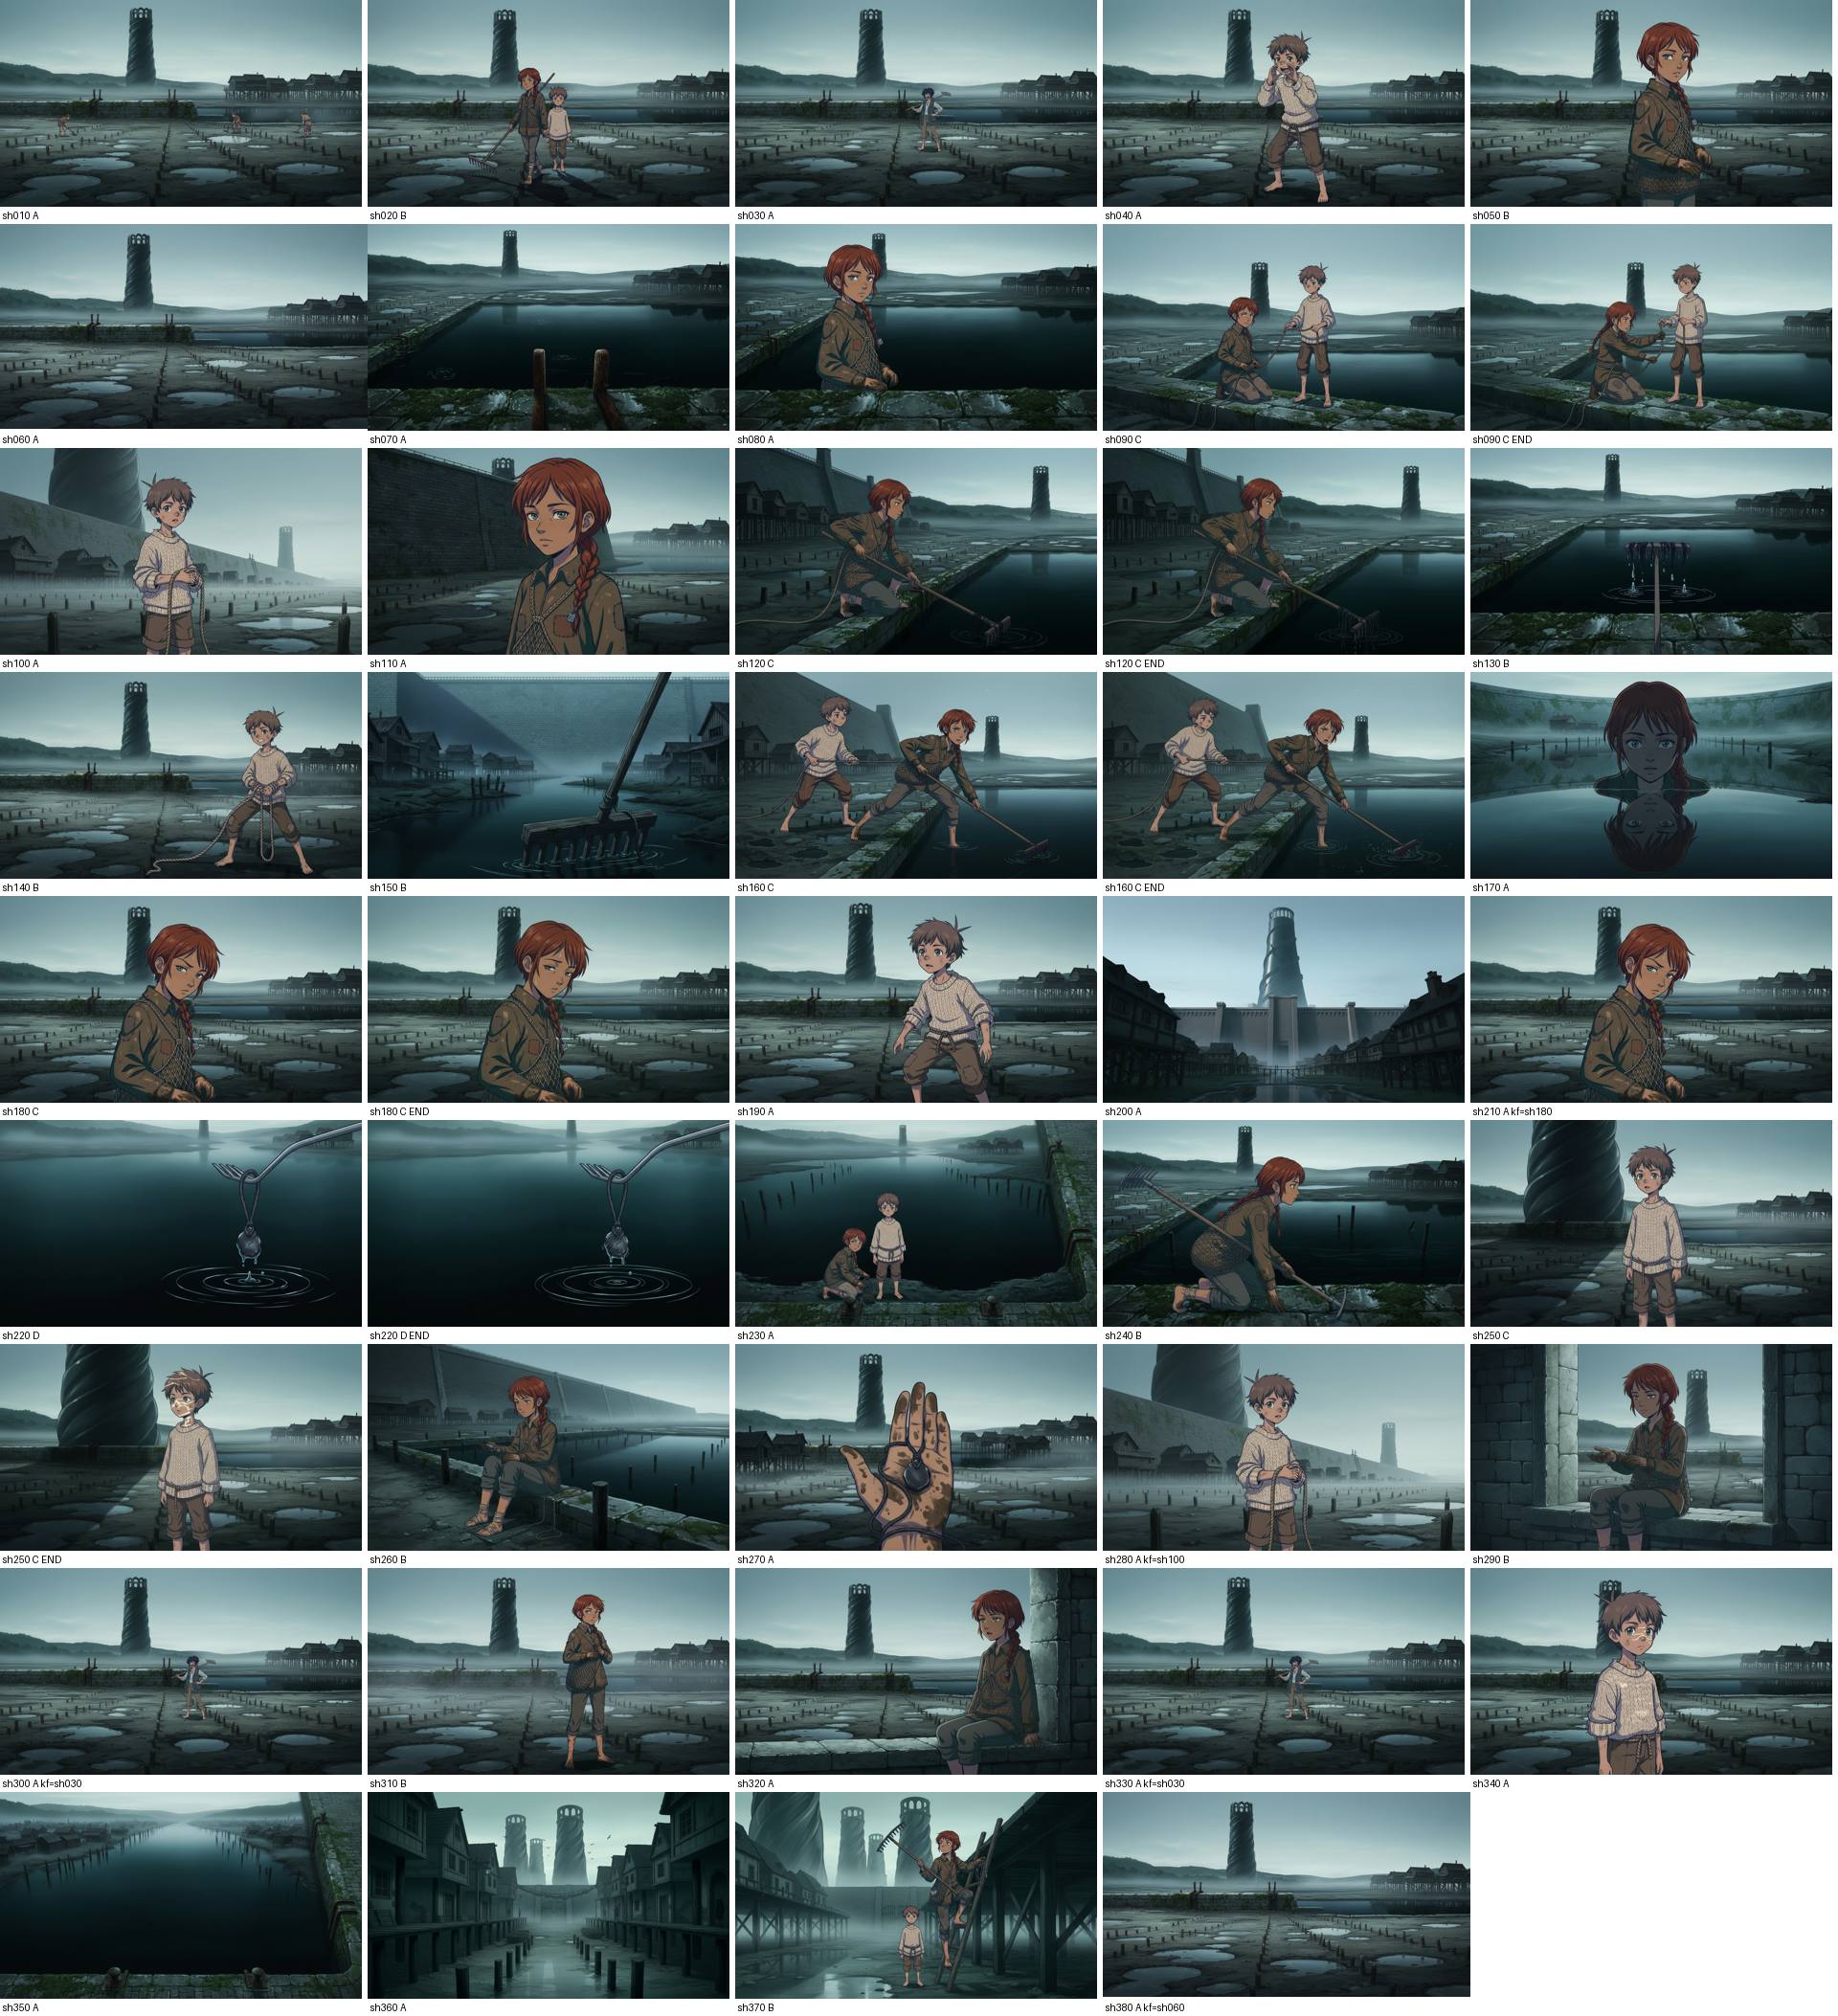 sh010 A
sh020 B
sh030 A
sh040 A
sh050 B
sh060 A
sh070 A
sh080 A
sh090 C
sh090 C END
sh100 A
sh110 A
sh120 C
sh120 C END
sh130 B
sh140 B
sh150 B
sh160 C
sh160 C END
sh170 A
sh180 C
sh180 C END
sh190 A
sh200 A
sh210 A kf=sh180
sh220 D
sh220 D END
sh230 A
sh240 B
sh250 C
sh250 C END
sh260 B
sh270 A
sh280 A kf=sh100
sh290 B
sh300 A kf=sh030
sh310 B
sh320 A
sh330 A kf=sh030
sh340 A
sh350 A
sh360 A
sh370 B
sh380 A kf=sh060